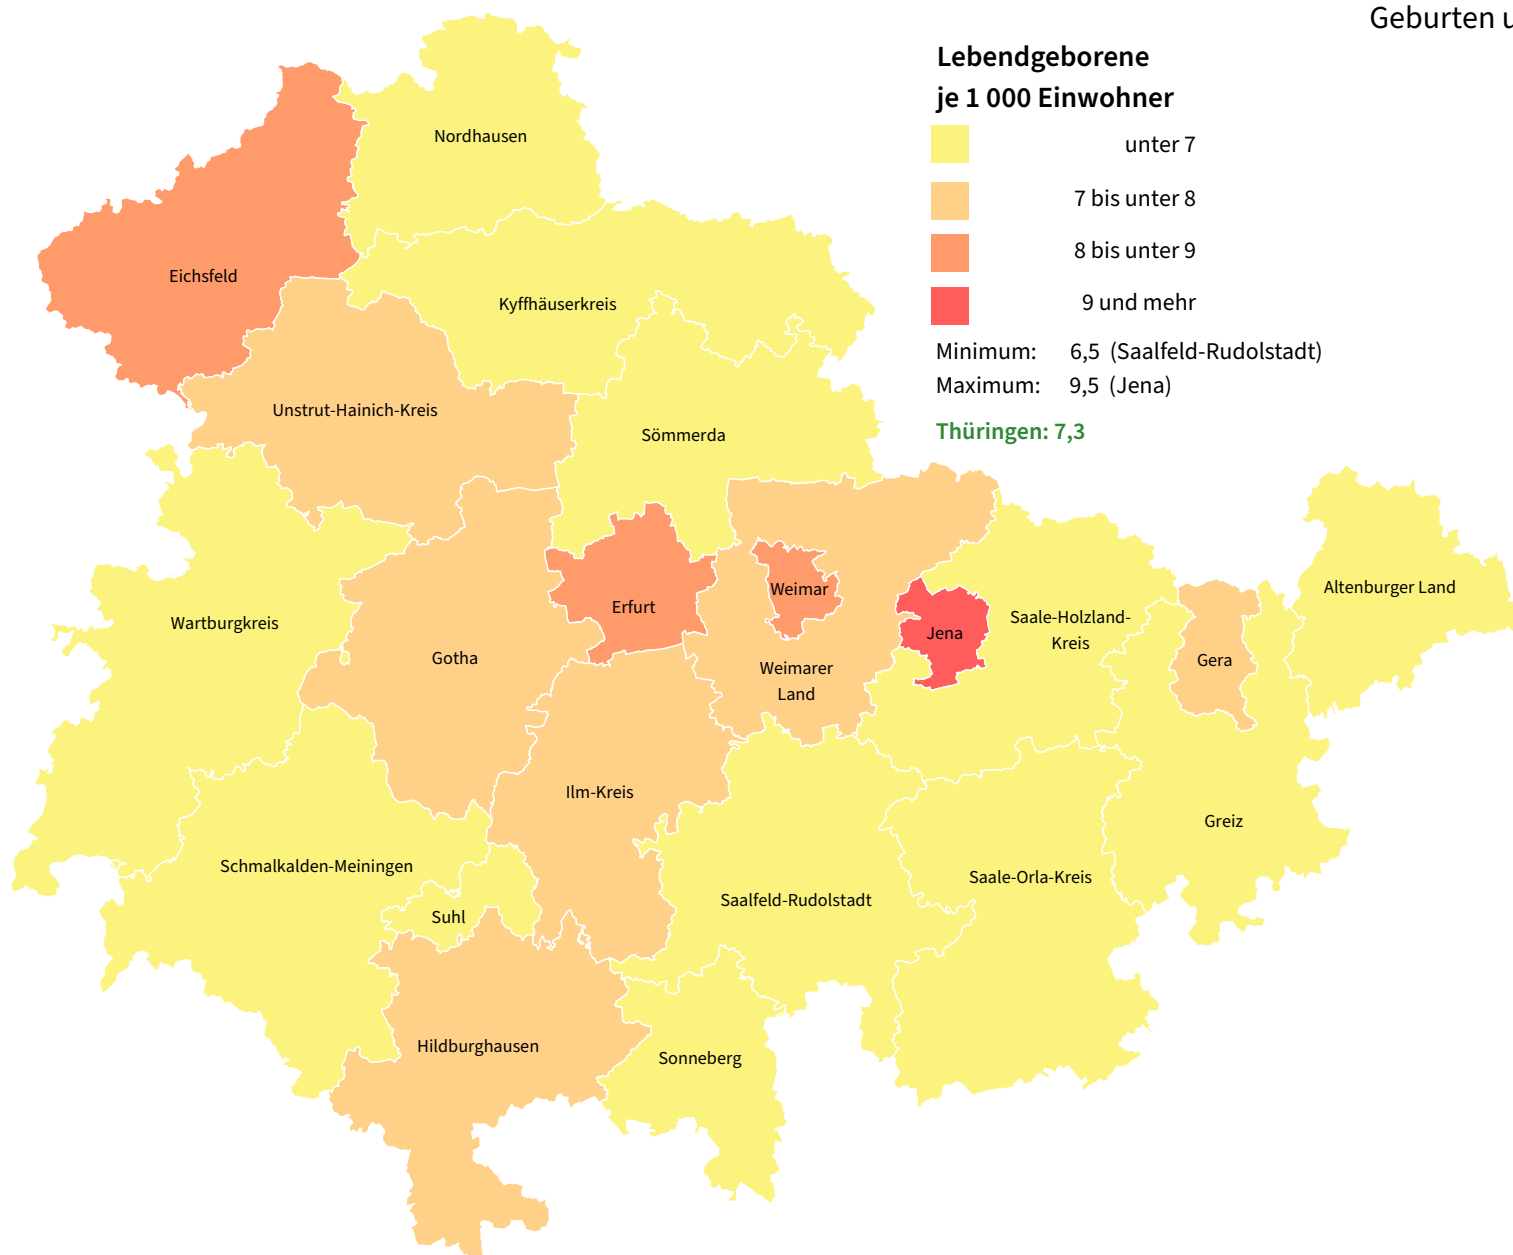 Geburten u
Lebendgeborene
je 1 000 Einwohner
unter 7
7 bis unter 8
8 bis unter 9
9 und mehr
Minimum: 6,5 (Saalfeld-Rudolstadt)
Maximum: 9,5 (Jena)
Thüringen: 7,3
Nordhausen
Eichsfeld
Kyffhäuserkreis
Unstrut-Hainich-Kreis
Sömmerda
Altenburger Land
Weimar
Erfurt
Saale-Holzland-
Kreis
Wartburgkreis
Jena
Gotha
Gera
Weimarer
Land
Ilm-Kreis
Greiz
Schmalkalden-Meiningen
Saale-Orla-Kreis
Saalfeld-Rudolstadt
Suhl
Hildburghausen
Sonneberg